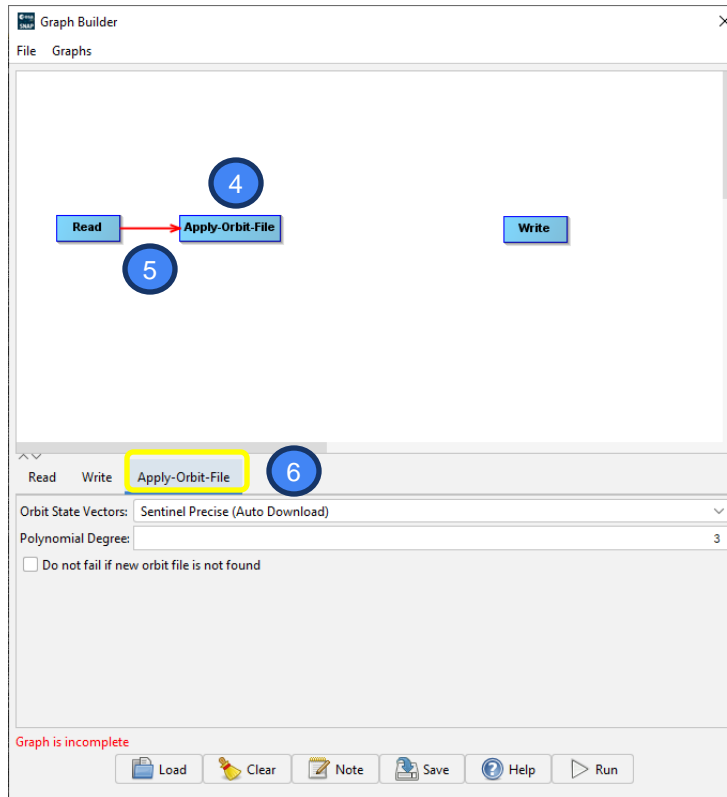 SNAP Graph Builder
File Graphs
4
Read Apply-Orbit-File Write
5
Read Write Apply-Orbit-File 6
Orbit State Vectors: Sentinel Precise (Auto Download)
Polynomial Degree: 3
Do not fail if new orbit file is not found
Graph is incomplete
Load Clear Note Save Help Run